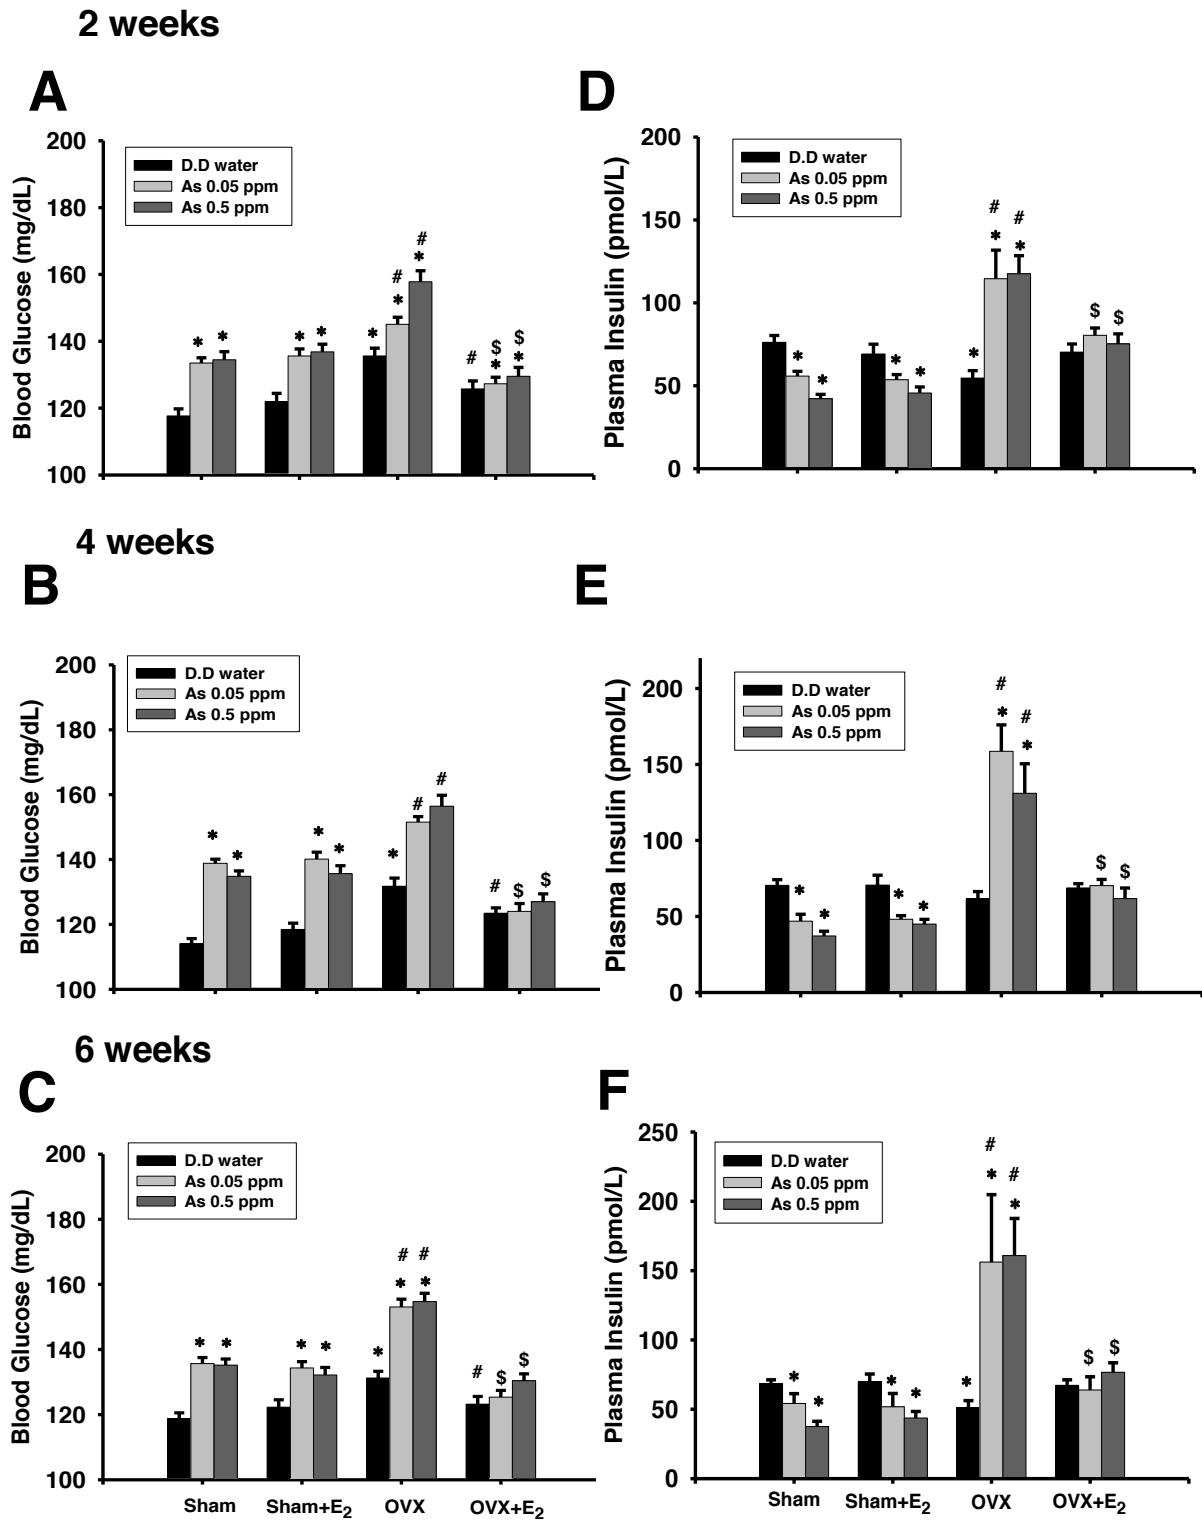 2 weeks
A
Blood Glucose (mg/dL)
200
180
160
140
120
100
D.D water
As 0.05 ppm
As 0.5 ppm
* * * * * * # * # * # $ * $ *
D
Plasma Insulin (pmol/L)
200
150
100
50
0
D.D water
As 0.05 ppm
As 0.5 ppm
* * * * * # * # * $ $
4 weeks
B
Blood Glucose (mg/dL)
200
180
160
140
120
100
D.D water
As 0.05 ppm
As 0.5 ppm
* * * * * # # # $ $
E
Plasma Insulin (pmol/L)
200
150
100
50
0
D.D water
As 0.05 ppm
As 0.5 ppm
* * * * # * # * $ $
6 weeks
C
Blood Glucose (mg/dL)
200
180
160
140
120
100
D.D water
As 0.05 ppm
As 0.5 ppm
* * * * * # * # * # $ $
Sham Sham+E2 OVX OVX+E2
F
Plasma Insulin (pmol/L)
250
200
150
100
50
0
D.D water
As 0.05 ppm
As 0.5 ppm
* * * * * # * # * $ $
Sham Sham+E2 OVX OVX+E2